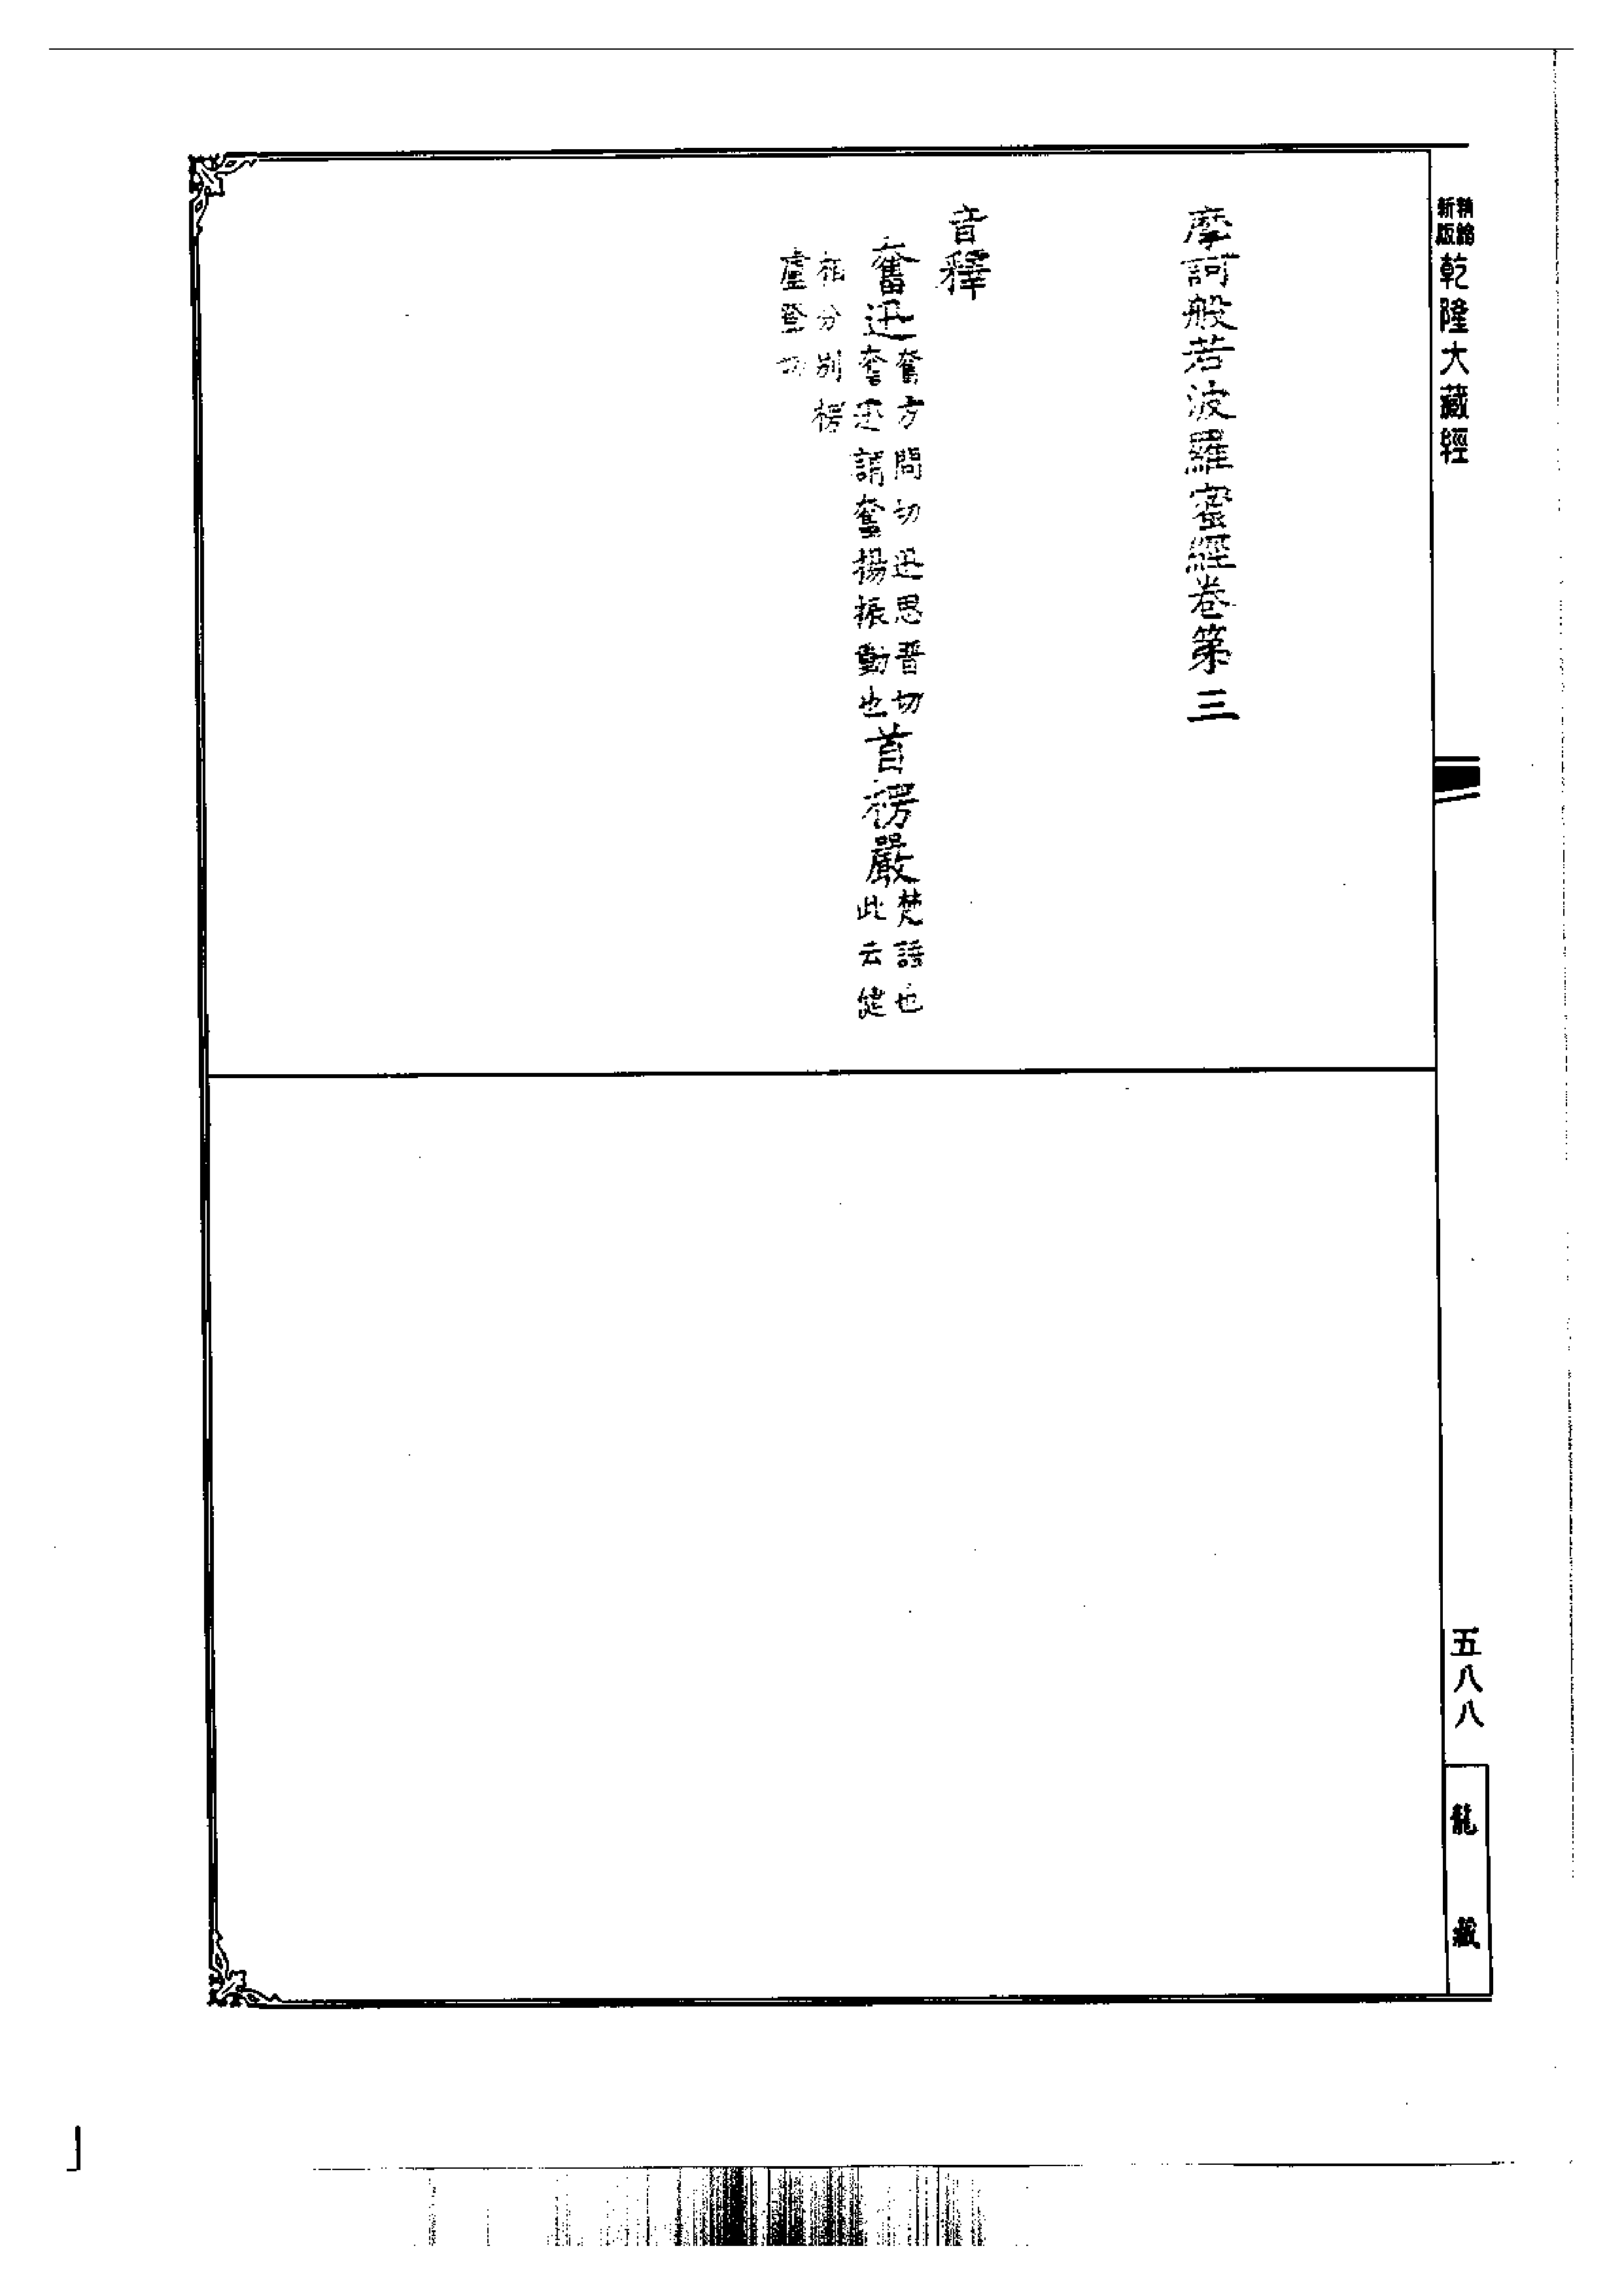 精縮
新版
乾隆大藏經
五八八
龍藏
摩訶般若波羅蜜經卷第三
音釋
奮迅
奮方問切迅思晉切
奮迅謂奮揚振動也
首楞嚴
梵語也
此云健
相分別楞
盧登切